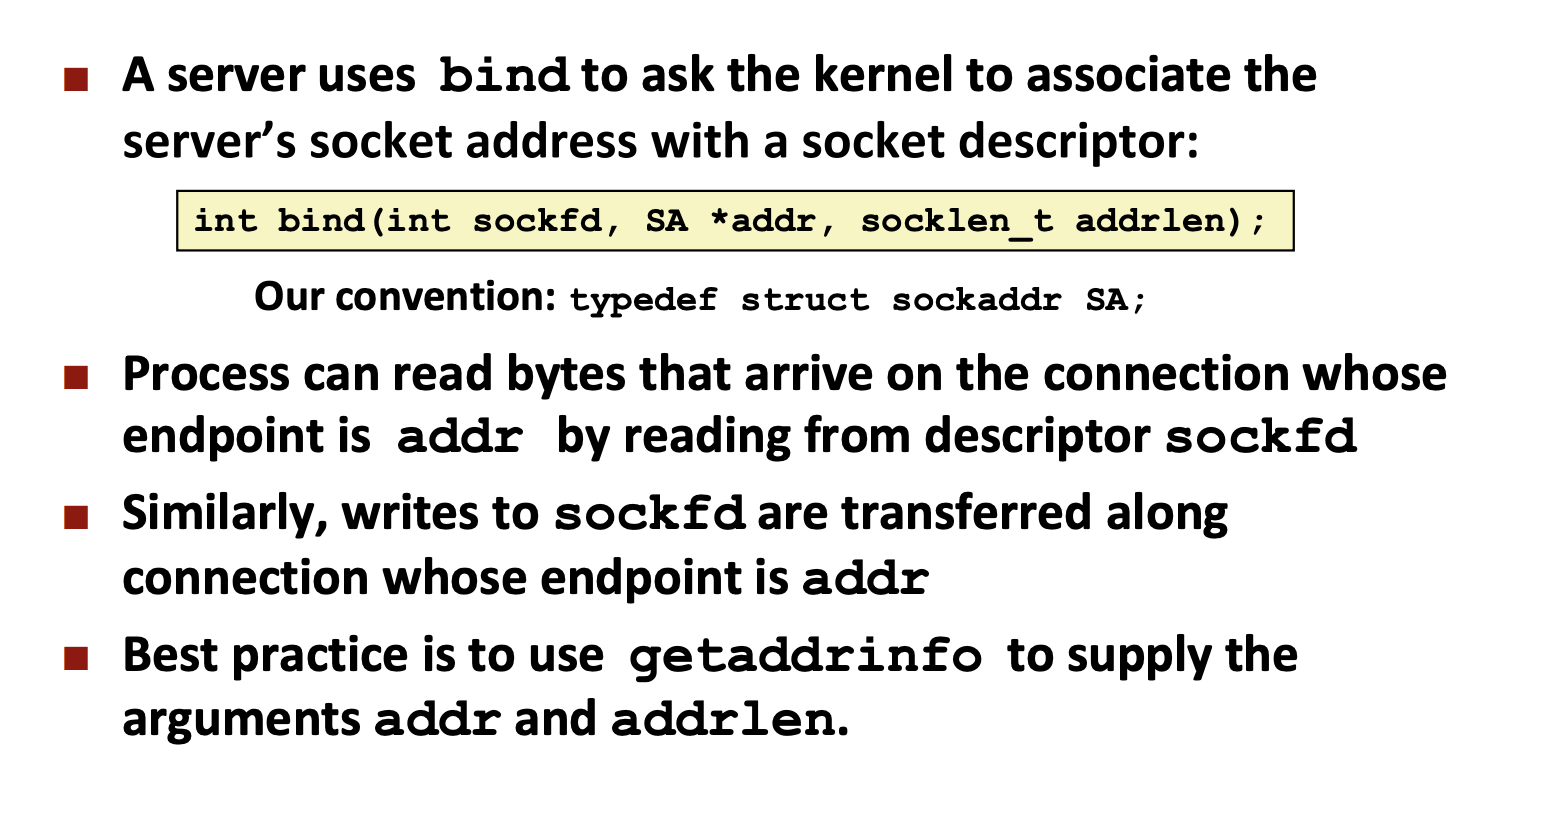 A server uses bind to ask the kernel to associate the
server’s socket address with a socket descriptor:
int bind(int sockfd, SA *addr, socklen_t addrlen);
Our convention: typedef struct sockaddr SA;
Process can read bytes that arrive on the connection whose
endpoint is addr by reading from descriptor sockfd
Similarly, writes to sockfd are transferred along
connection whose endpoint is addr
Best practice is to use getaddrinfo to supply the
arguments addr and addrlen.